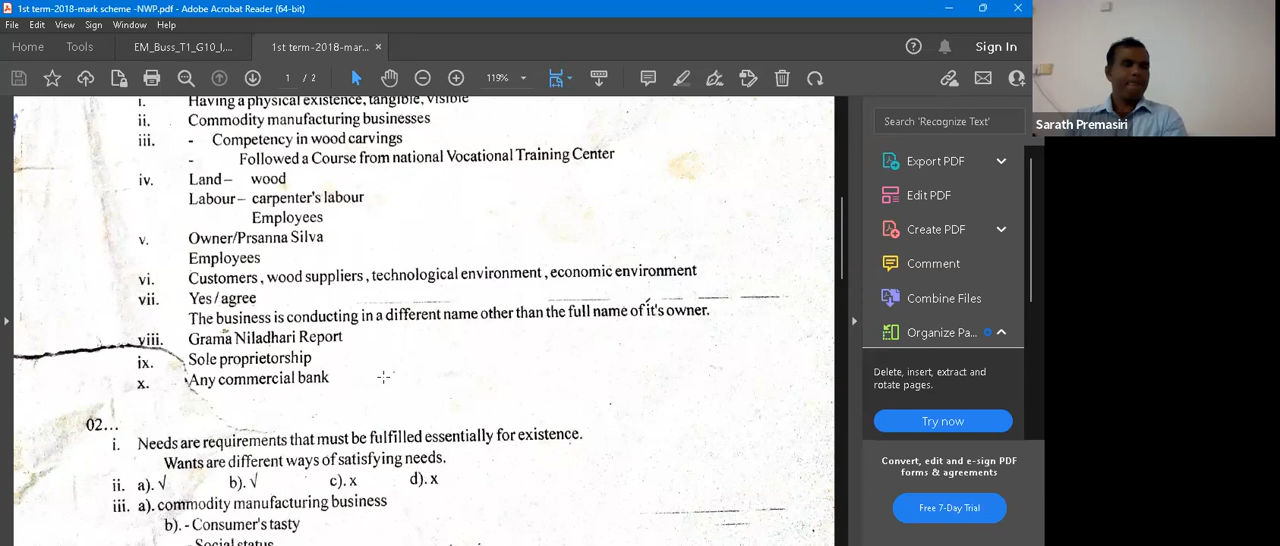 1st term-2018-mark scheme -NWP.pdf - Adobe Acrobat Reader (64-bit)
File Edit View Sign Window Help
Home Tools EM_Buss_T1_G10_I,... 1st term-2018-mar... × Sign In
1 / 2 119%
i. Having a physical existence, tangible, visible
ii. Commodity manufacturing businesses
iii. - Competency in wood carvings
- Followed a Course from national Vocational Training Center
iv. Land – wood
Labour – carpenter's labour
Employees
v. Owner/Prsanna Silva
Employees
vi. Customers, wood suppliers, technological environment, economic environment
vii. Yes / agree
The business is conducting in a different name other than the full name of it's owner.
viii. Grama Niladhari Report
ix. Sole proprietorship
x. Any commercial bank
02...
i. Needs are requirements that must be fulfilled essentially for existence.
Wants are different ways of satisfying needs.
ii. a). √ b). √ c). x d). x
iii. a). commodity manufacturing business
b). - Consumer's tasty
- Social status
Search 'Recognize Text'
Export PDF
Edit PDF
Create PDF
Comment
Combine Files
Organize Pa...
Delete, insert, extract and
rotate pages.
Try now
Convert, edit and e-sign PDF
forms & agreements
Free 7-Day Trial
Sarath Premasiri